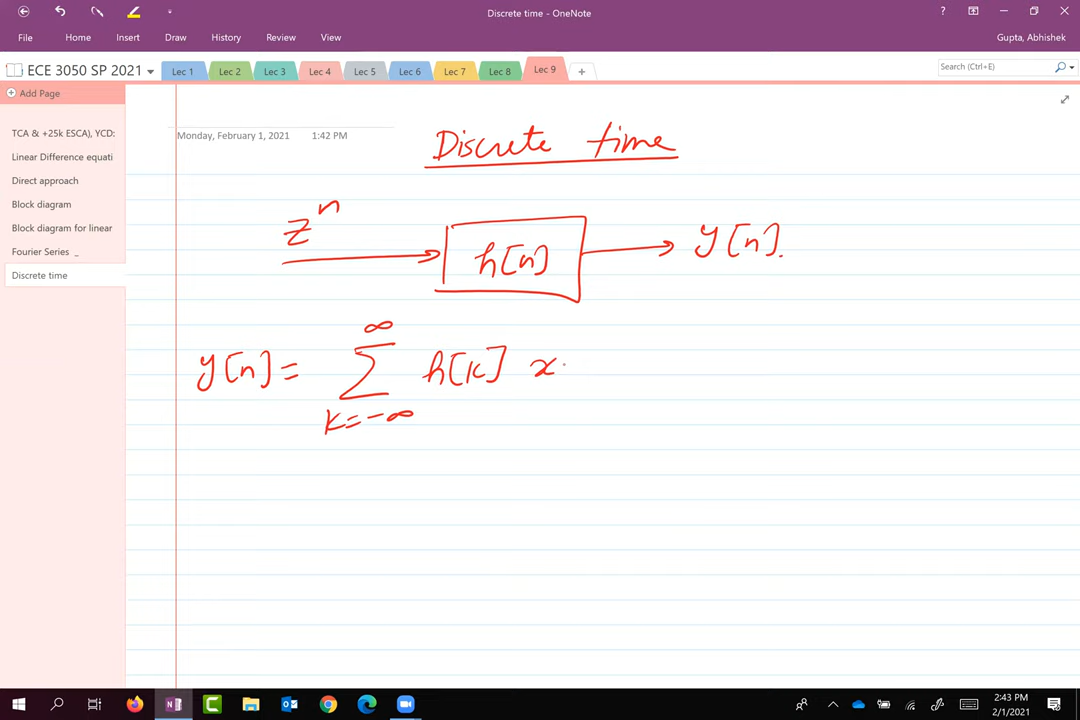 Discrete time - OneNote
?
Gupta, Abhishek
File Home Insert Draw History Review View
ECE 3050 SP 2021
Lec 1 Lec 2 Lec 3 Lec 4 Lec 5 Lec 6 Lec 7 Lec 8 Lec 9 +
Search (Ctrl+E)
Add Page
TCA & +25k ESCA), YCD:
Linear Difference equati
Direct approach
Block diagram
Block diagram for linear
Fourier Series _
Discrete time
Monday, February 1, 2021 1:42 PM
Discrete time
z^n
h[n]
y[n].
y[n] = ∑_{k=-∞}^{∞} h[k] x
2:43 PM
2/1/2021